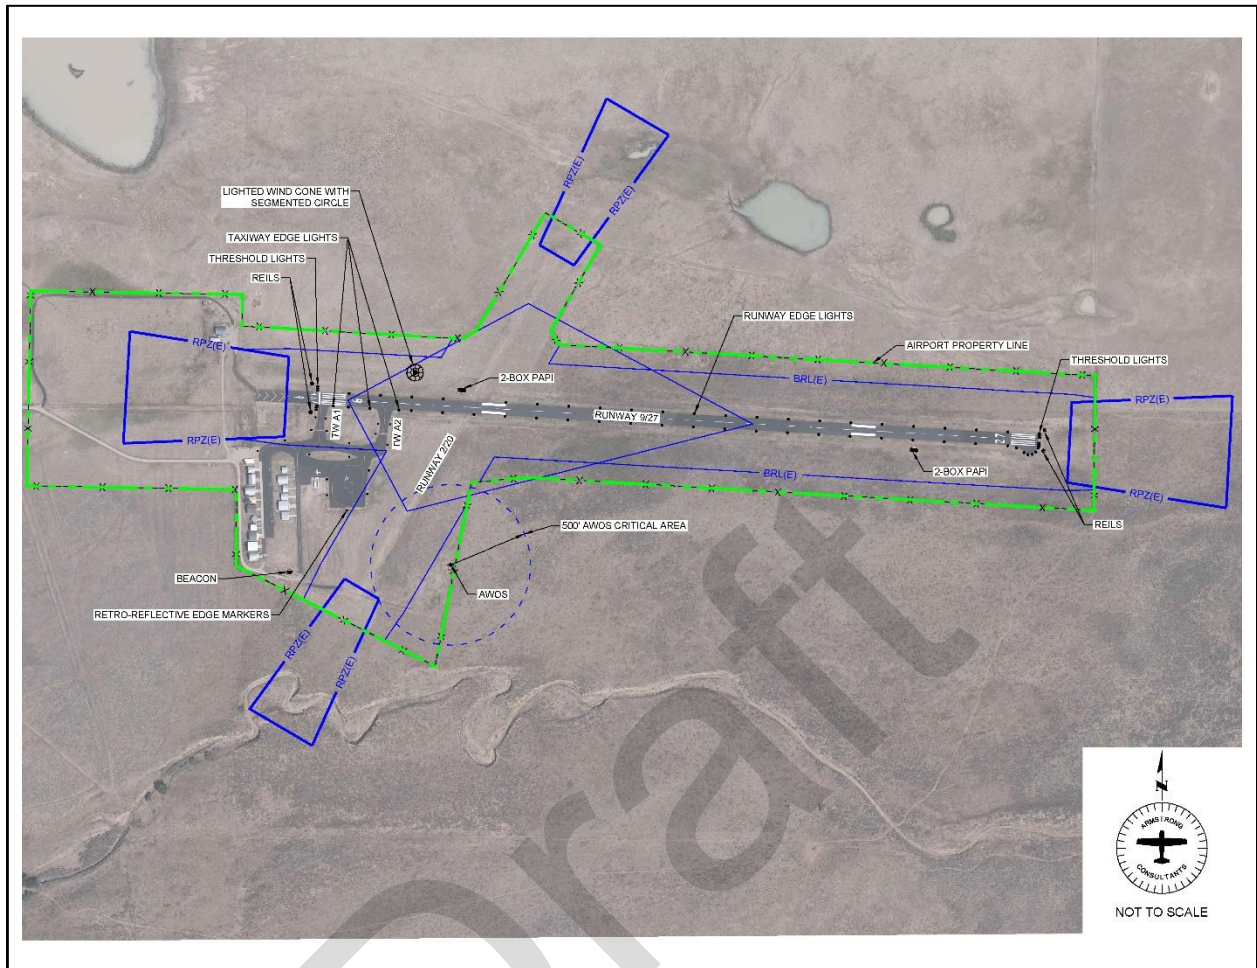 LIGHTED WIND CONE WITH
SEGMENTED CIRCLE
TAXIWAY EDGE LIGHTS
THRESHOLD LIGHTS
REILS
RPZ(E)
RPZ(E)
RPZ(E)
RPZ(E)
RUNWAY EDGE LIGHTS
AIRPORT PROPERTY LINE
THRESHOLD LIGHTS
2-BOX PAPI
BRL(E)
RPZ(E)
TW A1
9
TW A2
RUNWAY 9/27
27
RUNWAY 2/20
2-BOX PAPI
BRL(E)
RPZ(E)
REILS
500' AWOS CRITICAL AREA
AWOS
BEACON
RETRO-REFLECTIVE EDGE MARKERS
RPZ(E)
RPZ(E)
Draft
N
ARMSTRONG
CONSULTANTS
NOT TO SCALE